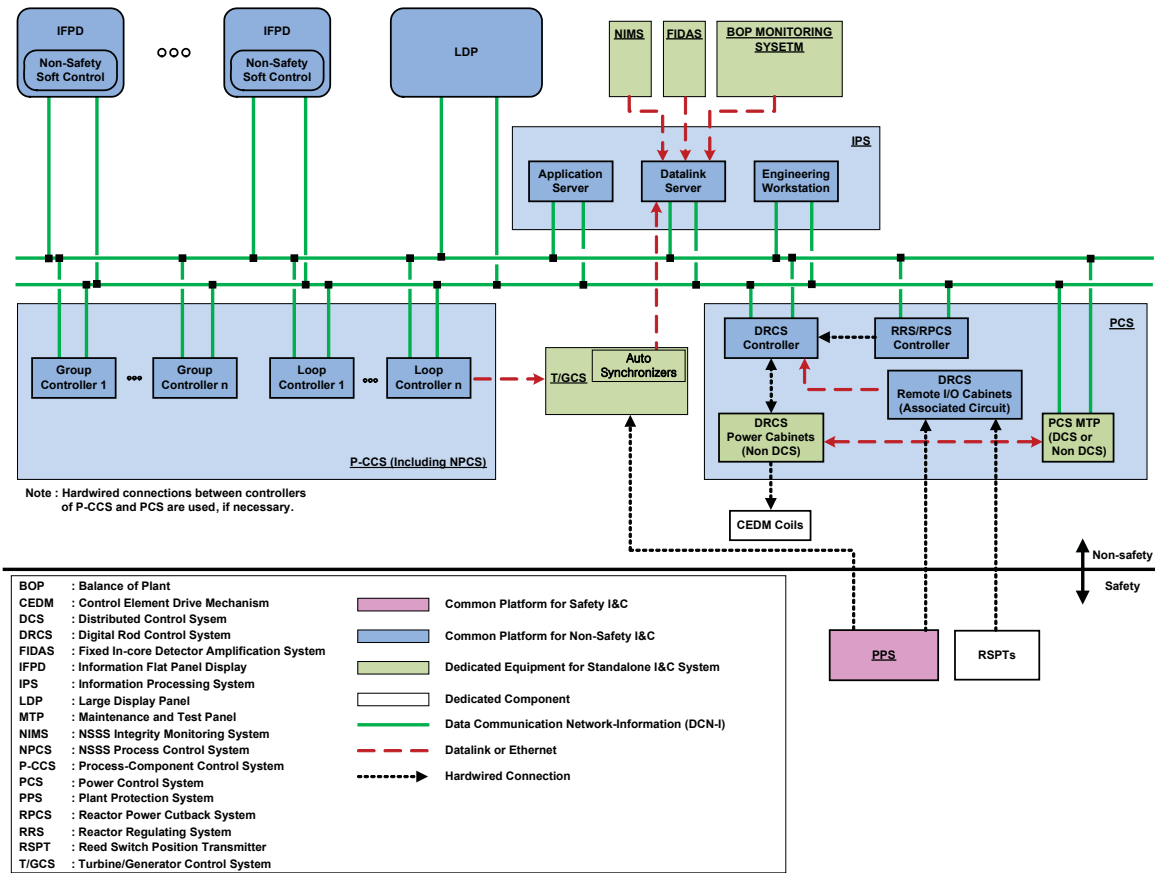 IFPD
Non-Safety
Soft Control
IFPD
Non-Safety
Soft Control
LDP
NIMS
FIDAS
BOP MONITORING
SYSETM
IPS
Application
Server
Datalink
Server
Engineering
Workstation
Group
Controller 1
Group
Controller n
Loop
Controller 1
Loop
Controller n
P-CCS (Including NPCS)
T/GCS
Auto
Synchronizers
PCS
DRCS
Controller
RRS/RPCS
Controller
DRCS
Remote I/O Cabinets
(Associated Circuit)
DRCS
Power Cabinets
(Non DCS)
PCS MTP
(DCS or
Non DCS)
CEDM Coils
Note : Hardwired connections between controllers
of P-CCS and PCS are used, if necessary.
Non-safety
Safety
PPS
RSPTs
BOP : Balance of Plant
CEDM : Control Element Drive Mechanism
DCS : Distributed Control Sysem
DRCS : Digital Rod Control System
FIDAS : Fixed In-core Detector Amplification System
IFPD : Information Flat Panel Display
IPS : Information Processing System
LDP : Large Display Panel
MTP : Maintenance and Test Panel
NIMS : NSSS Integrity Monitoring System
NPCS : NSSS Process Control System
P-CCS : Process-Component Control System
PCS : Power Control System
PPS : Plant Protection System
RPCS : Reactor Power Cutback System
RRS : Reactor Regulating System
RSPT : Reed Switch Position Transmitter
T/GCS : Turbine/Generator Control System
Common Platform for Safety I&C
Common Platform for Non-Safety I&C
Dedicated Equipment for Standalone I&C System
Dedicated Component
Data Communication Network-Information (DCN-I)
Datalink or Ethernet
Hardwired Connection